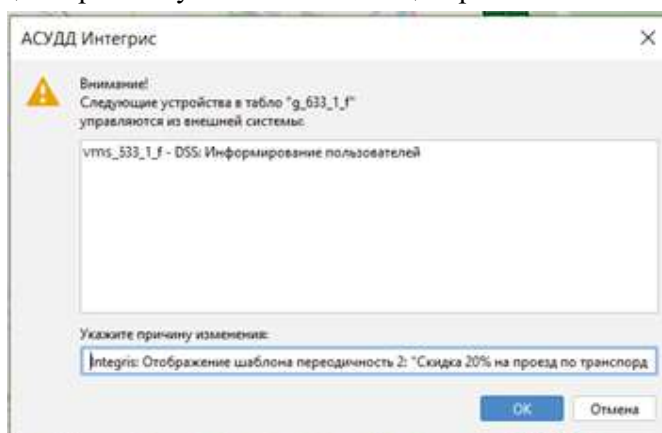 АСУДД Интегрис
Внимание!
Следующие устройства в табло "g_633_1_f"
управляются из внешней системы:
vms_533_1_f - DSS: Информирование пользователей
Укажите причину изменения:
Integris: Отображение шаблона переодичность 2: "Скидка 20% на проезд по транспорд
OK
Отмена